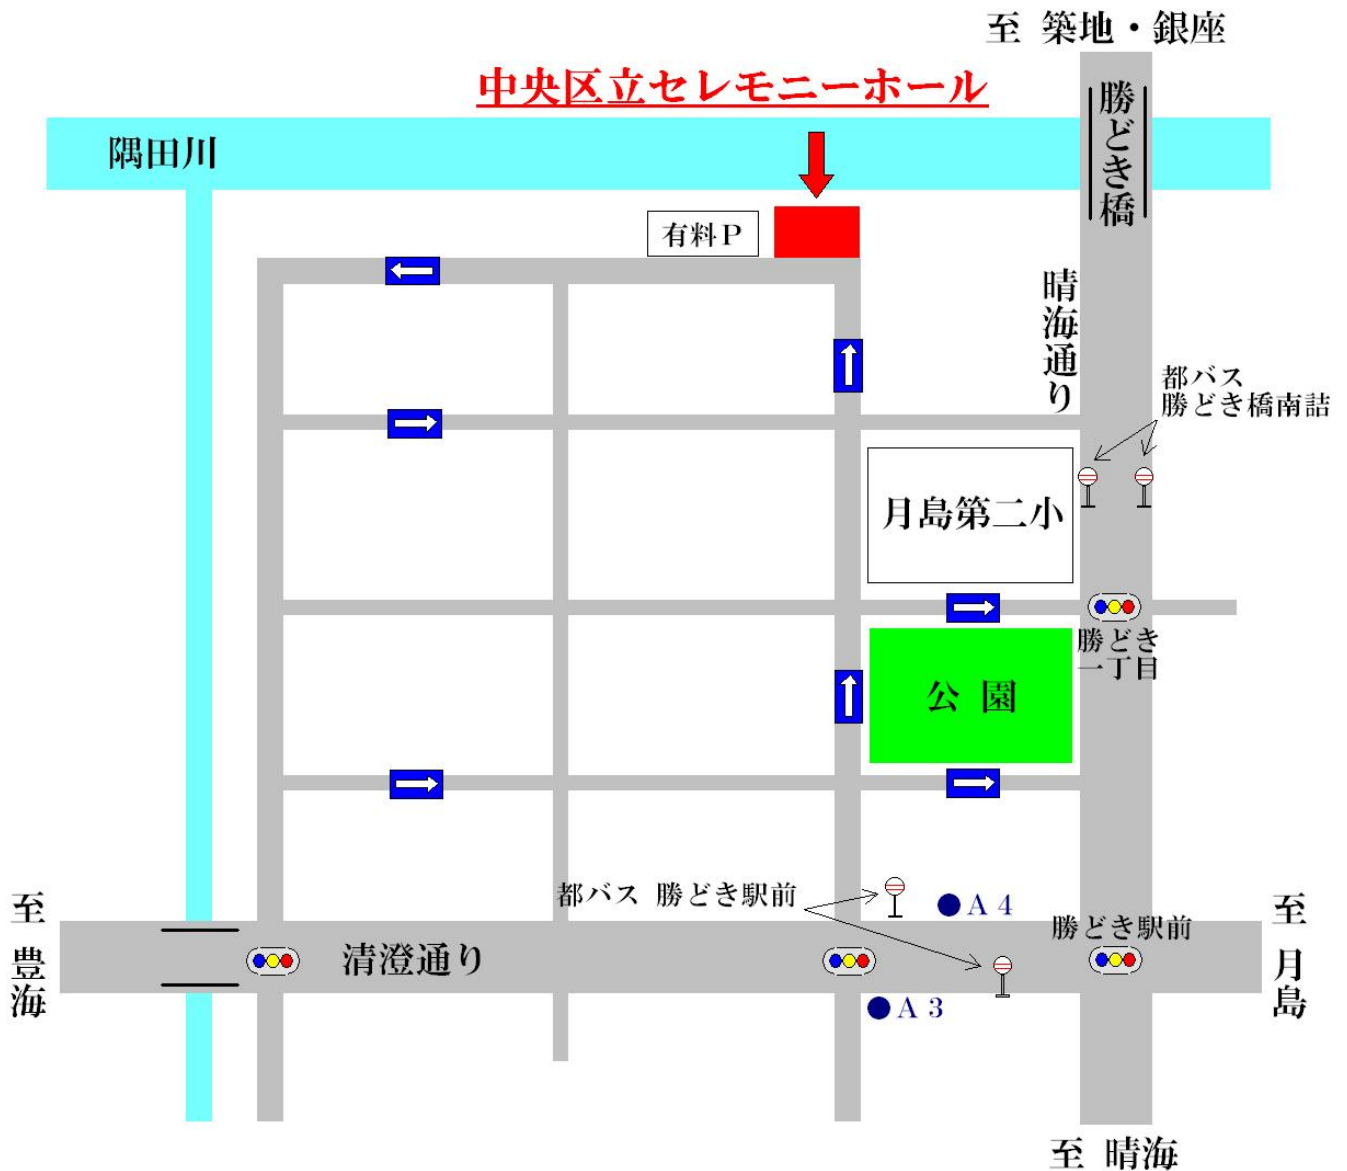 至 築地・銀座
中央区立セレモニーホール
勝どき橋
隅田川
有料P
晴海通り
都バス
勝どき橋南詰
月島第二小
勝どき
一丁目
公 園
都バス 勝どき駅前
A4
至 豊海
清澄通り
勝どき駅前
至 月島
A3
至 晴海